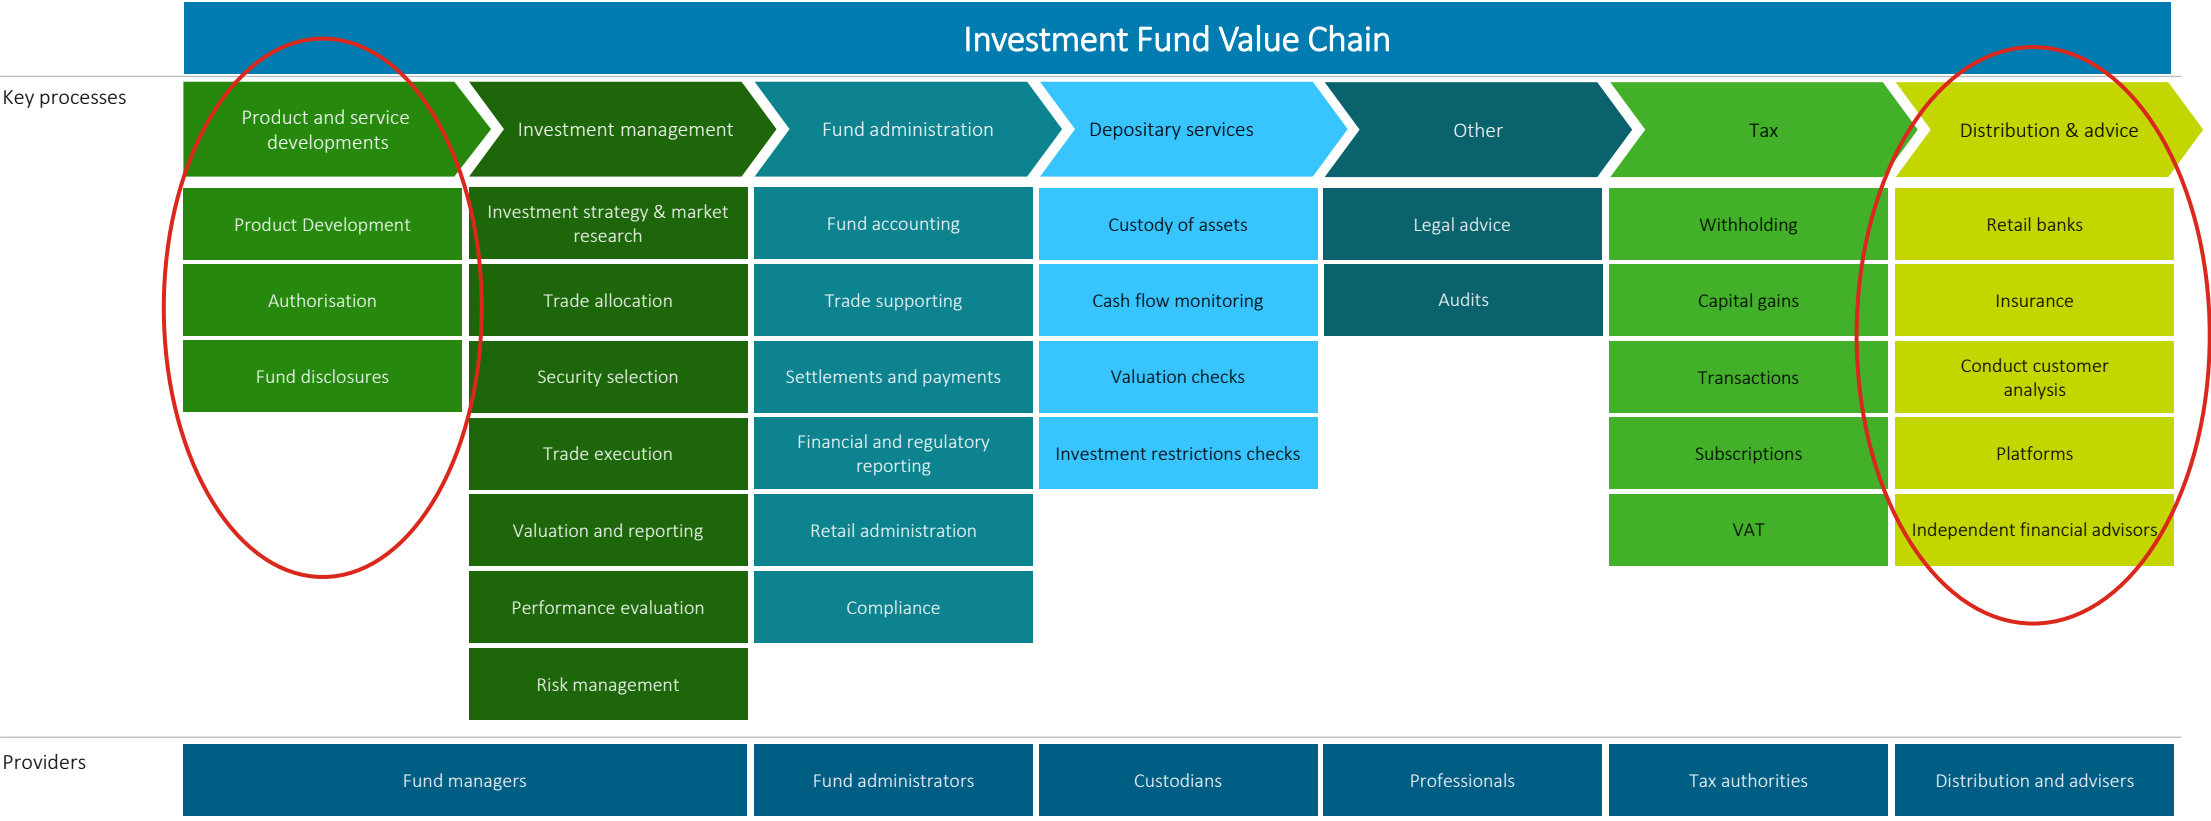 Investment Fund Value Chain
Key processes
Product and service
developments
Investment management
Fund administration
Depositary services
Other
Tax
Distribution & advice
Product Development
Authorisation
Fund disclosures
Investment strategy & market
research
Trade allocation
Security selection
Trade execution
Valuation and reporting
Performance evaluation
Risk management
Fund accounting
Trade supporting
Settlements and payments
Financial and regulatory
reporting
Retail administration
Compliance
Custody of assets
Cash flow monitoring
Valuation checks
Investment restrictions checks
Legal advice
Audits
Withholding
Capital gains
Transactions
Subscriptions
VAT
Retail banks
Insurance
Conduct customer
analysis
Platforms
Independent financial advisors
Providers
Fund managers
Fund administrators
Custodians
Professionals
Tax authorities
Distribution and advisers